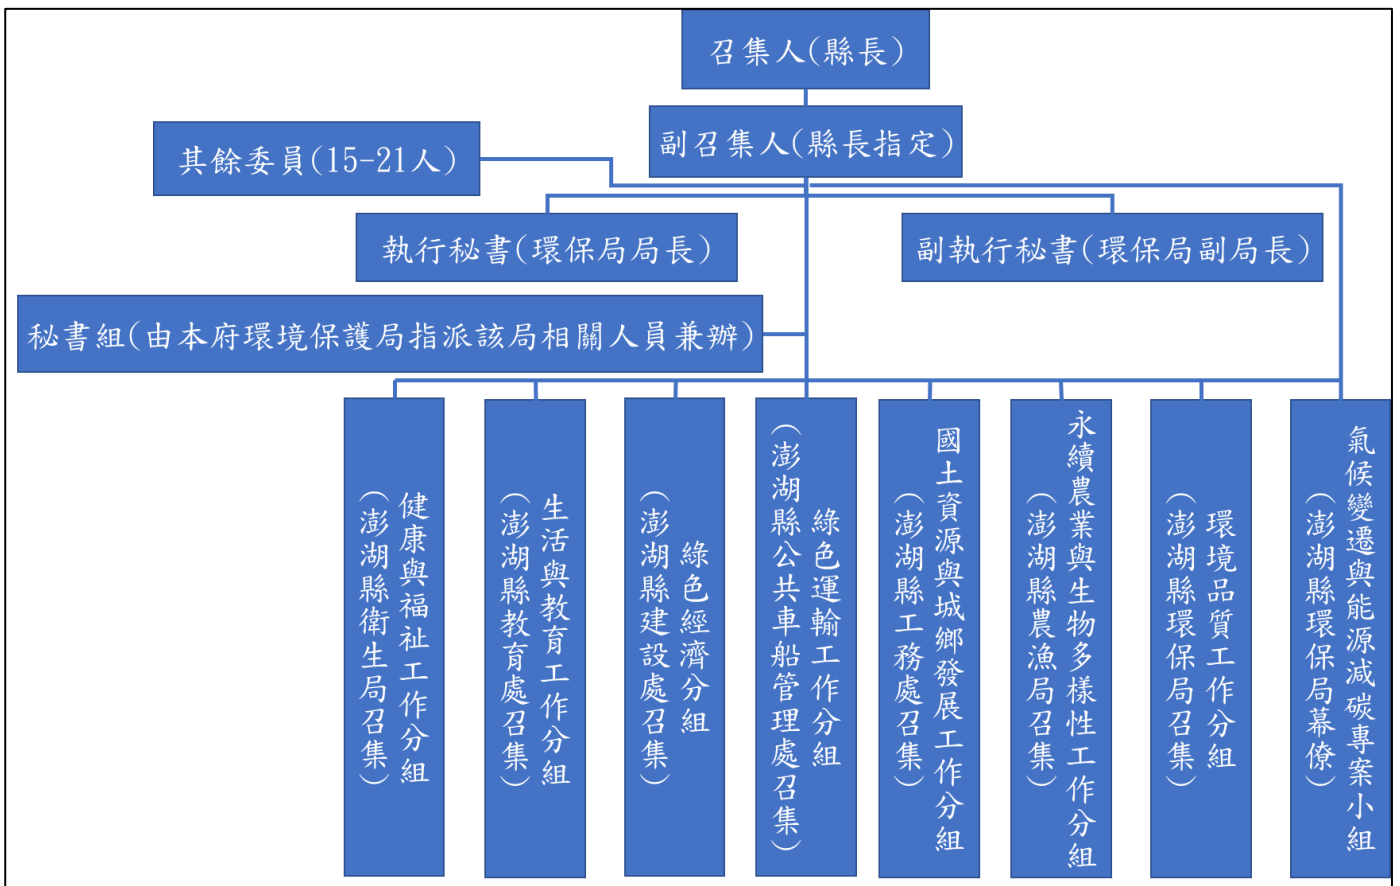 召集人(縣長)
副召集人(縣長指定)
其餘委員(15-21人)
執行秘書(環保局局長)
副執行秘書(環保局副局長)
秘書組(由本府環境保護局指派該局相關人員兼辦)
健康與福祉工作分組
(澎湖縣衛生局召集)
生活與教育工作分組
(澎湖縣教育處召集)
綠色經濟分組
(澎湖縣建設處召集)
綠色運輸工作分組
(澎湖縣公共車船管理處召集)
國土資源與城鄉發展工作分組
(澎湖縣工務處召集)
永續農業與生物多樣性工作分組
(澎湖縣農漁局召集)
環境品質工作分組
(澎湖縣環保局召集)
氣候變遷與能源減碳專案小組
(澎湖縣環保局幕僚)